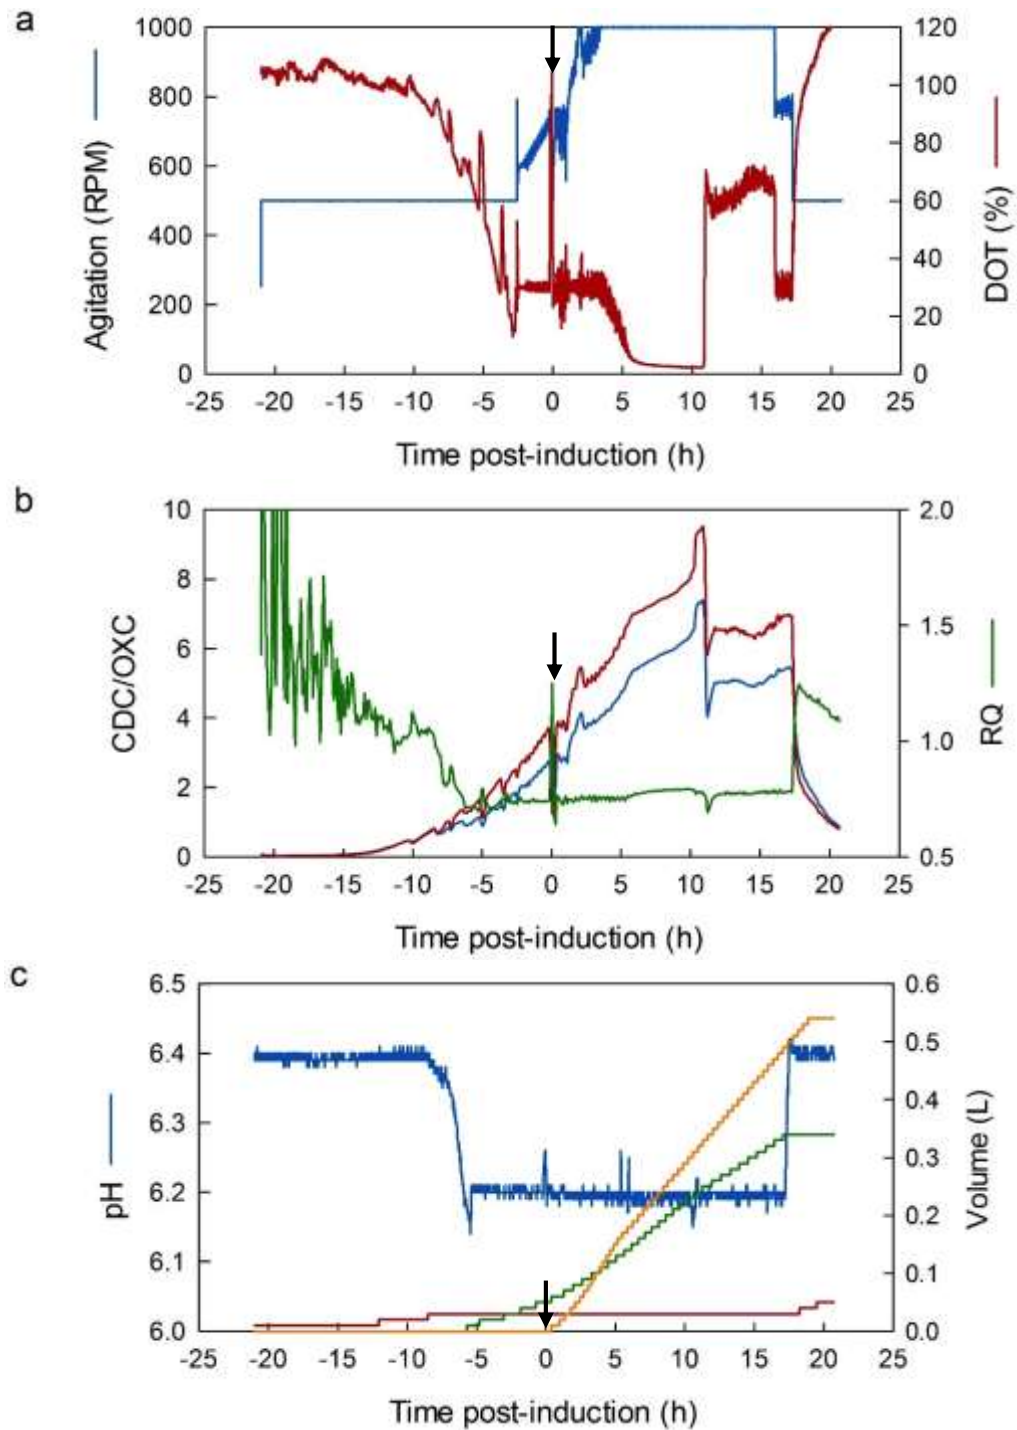 a
1000 120
800 100
600 80
400 60
200 40
0 20
0
Agitation (RPM)
DOT (%)
-25 -20 -15 -10 -5 0 5 10 15 20 25
Time post-induction (h)
b
10 2.0
8
6 1.5
4
2 1.0
0 0.5
CDC/OXC
RQ
-25 -20 -15 -10 -5 0 5 10 15 20 25
Time post-induction (h)
c
6.5 0.6
6.4 0.5
6.3 0.4
6.2 0.3
6.1 0.2
6.0 0.1
0.0
pH
Volume (L)
-25 -20 -15 -10 -5 0 5 10 15 20 25
Time post-induction (h)